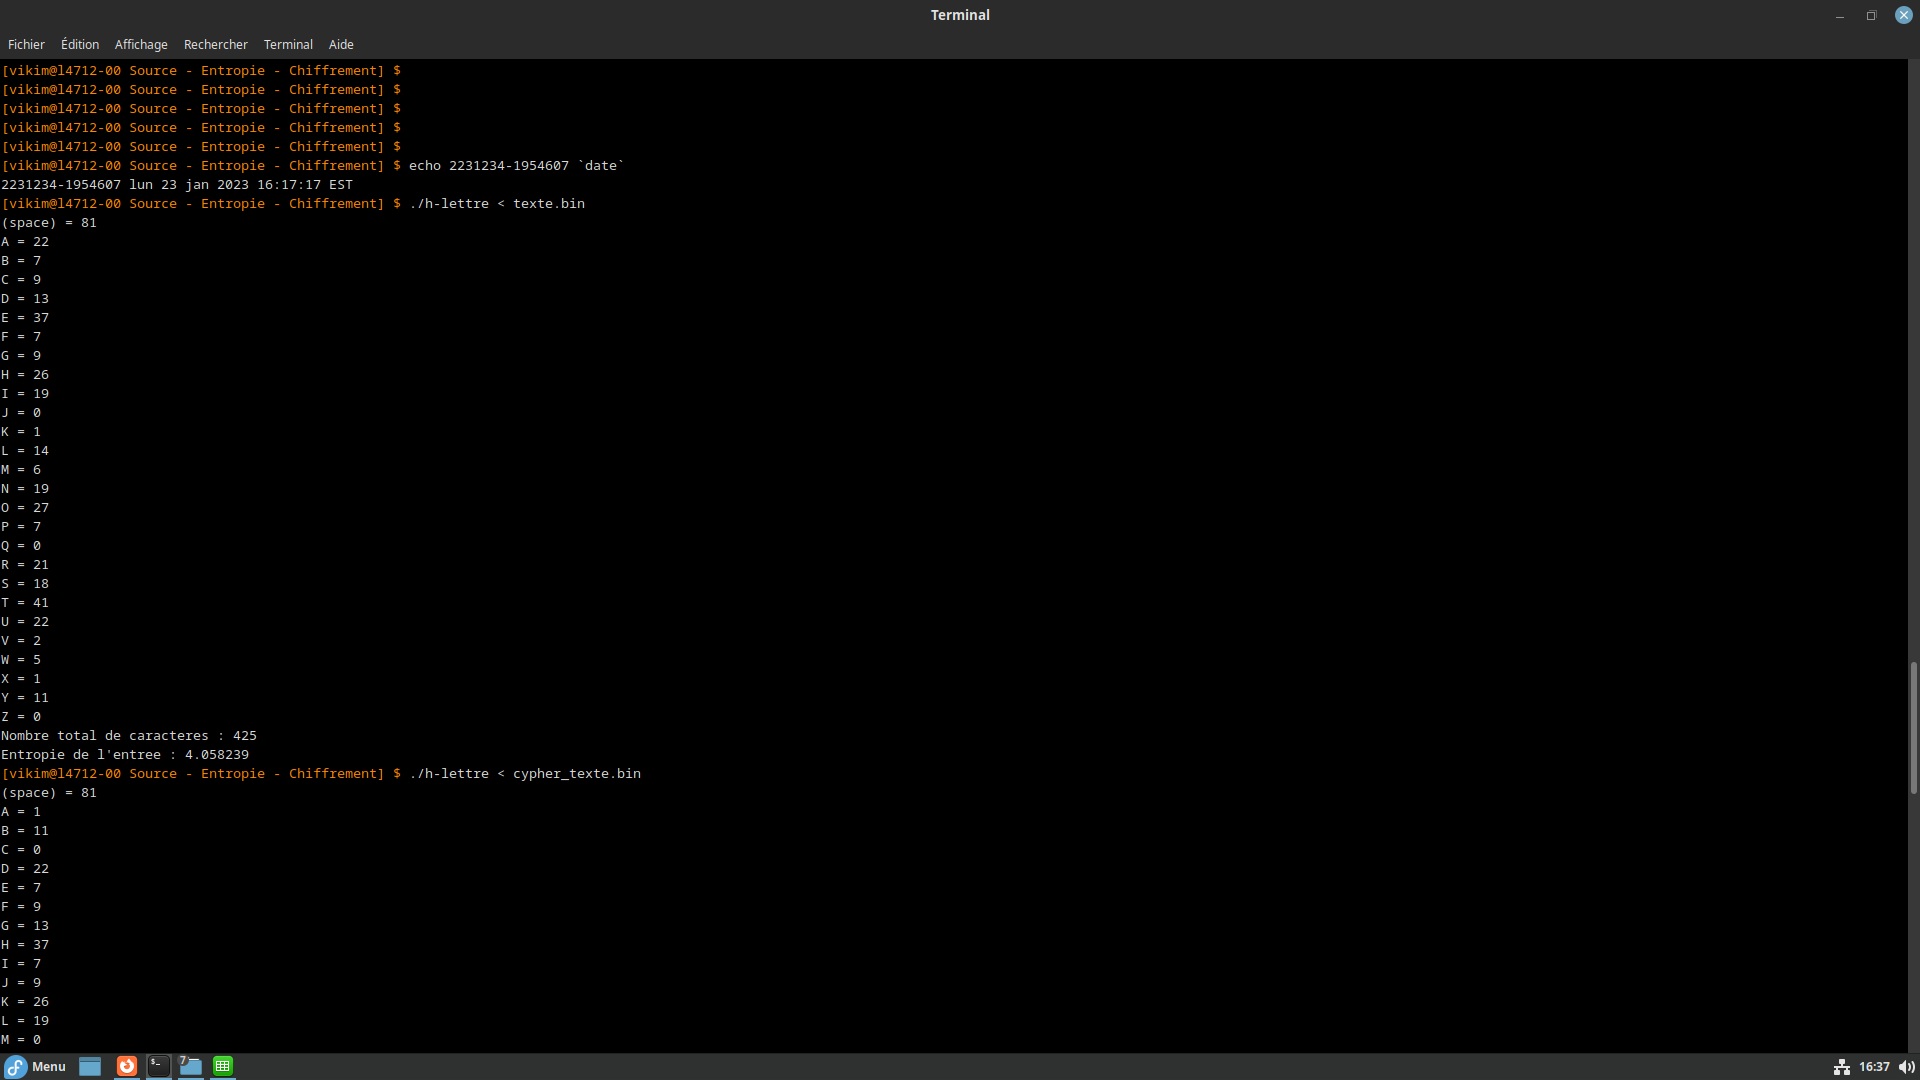 Terminal
Fichier Édition Affichage Rechercher Terminal Aide
[vikim@l4712-00 Source - Entropie - Chiffrement] $
[vikim@l4712-00 Source - Entropie - Chiffrement] $
[vikim@l4712-00 Source - Entropie - Chiffrement] $
[vikim@l4712-00 Source - Entropie - Chiffrement] $
[vikim@l4712-00 Source - Entropie - Chiffrement] $
[vikim@l4712-00 Source - Entropie - Chiffrement] $ echo 2231234-1954607 `date`
2231234-1954607 lun 23 jan 2023 16:17:17 EST
[vikim@l4712-00 Source - Entropie - Chiffrement] $ ./h-lettre < texte.bin
(space) = 81
A = 22
B = 7
C = 9
D = 13
E = 37
F = 7
G = 9
H = 26
I = 19
J = 0
K = 1
L = 14
M = 6
N = 19
O = 27
P = 7
Q = 0
R = 21
S = 18
T = 41
U = 22
V = 2
W = 5
X = 1
Y = 11
Z = 0
Nombre total de caracteres : 425
Entropie de l'entree : 4.058239
[vikim@l4712-00 Source - Entropie - Chiffrement] $ ./h-lettre < cypher_texte.bin
(space) = 81
A = 1
B = 11
C = 0
D = 22
E = 7
F = 9
G = 13
H = 37
I = 7
J = 9
K = 26
L = 19
M = 0
Menu 7 16:37